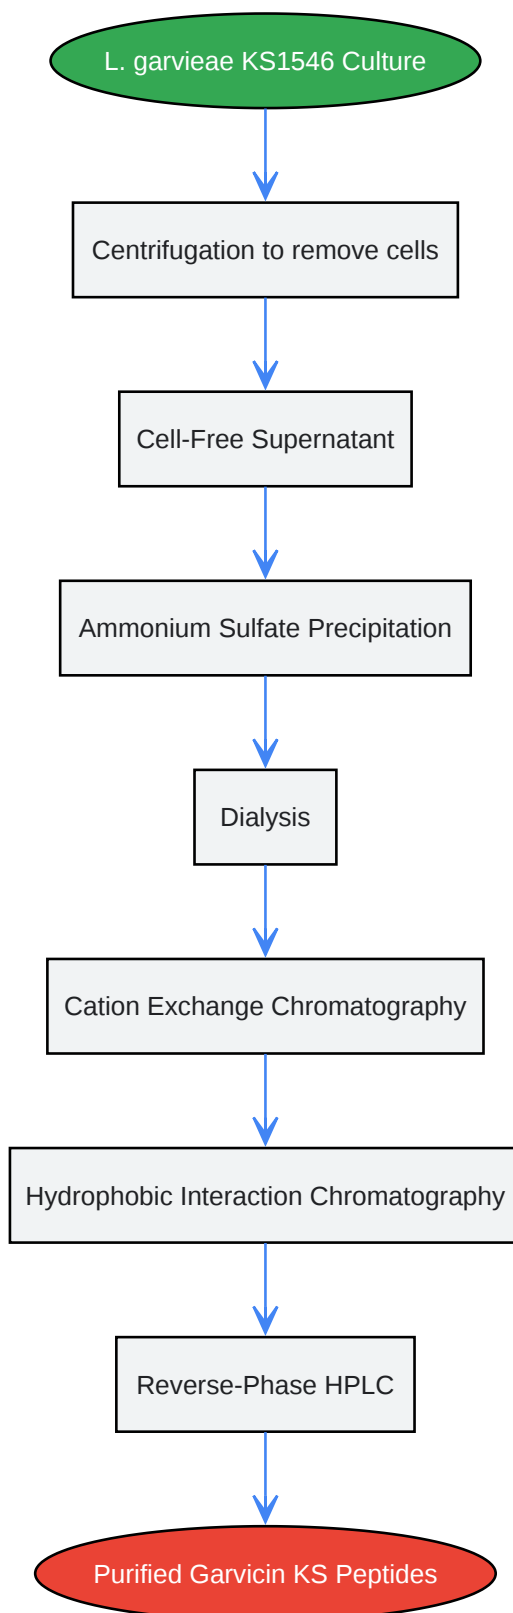 L. garvieae KS1546 Culture
Centrifugation to remove cells
Cell-Free Supernatant
Ammonium Sulfate Precipitation
Dialysis
Cation Exchange Chromatography
Hydrophobic Interaction Chromatography
Reverse-Phase HPLC
Purified Garvicin KS Peptides